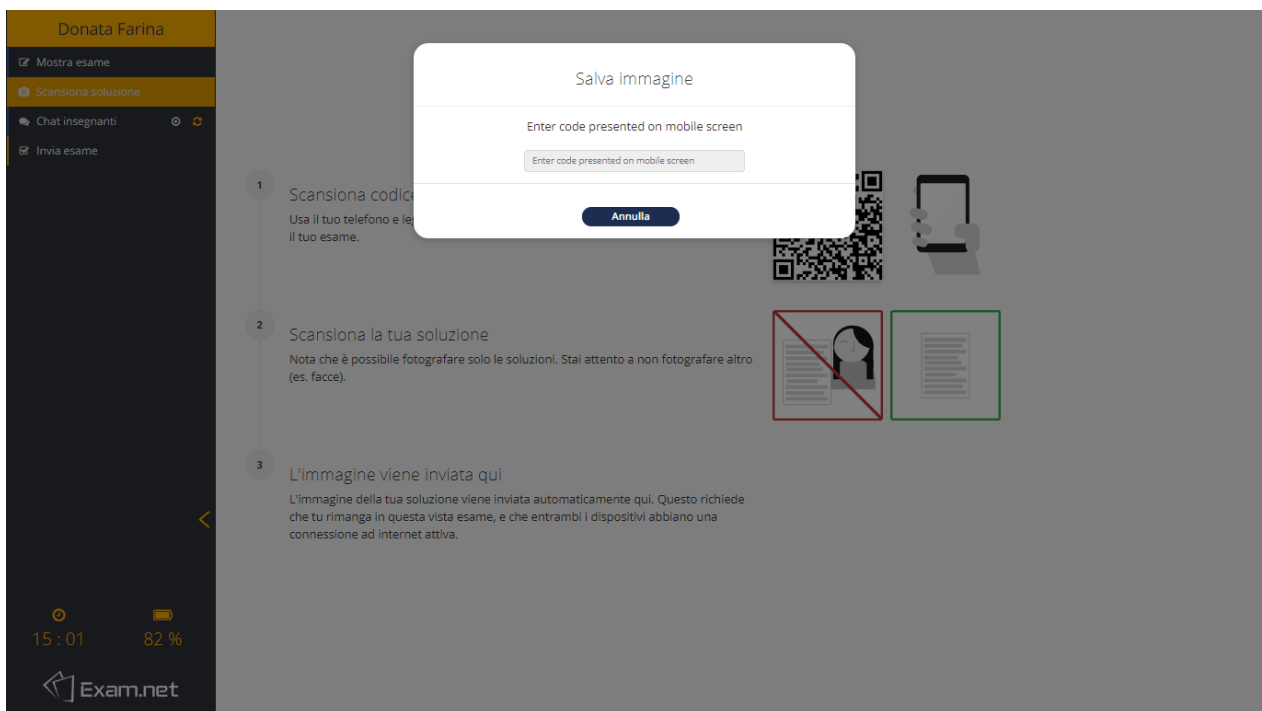 Donata Farina
Mostra esame
Scansiona soluzione
Chat insegnanti
Invia esame
15 : 01
82 %
Exam.net
Salva immagine
Enter code presented on mobile screen
Enter code presented on mobile screen
Annulla
1
Scansiona codice
Usa il tuo telefono e
il tuo esame.
2
Scansiona la tua soluzione
Nota che è possibile fotografare solo le soluzioni. Stai attento a non fotografare altro
(es. facce).
3
L'immagine viene inviata qui
L'immagine della tua soluzione viene inviata automaticamente qui. Questo richiede
che tu rimanga in questa vista esame, e che entrambi i dispositivi abbiano una
connessione ad internet attiva.